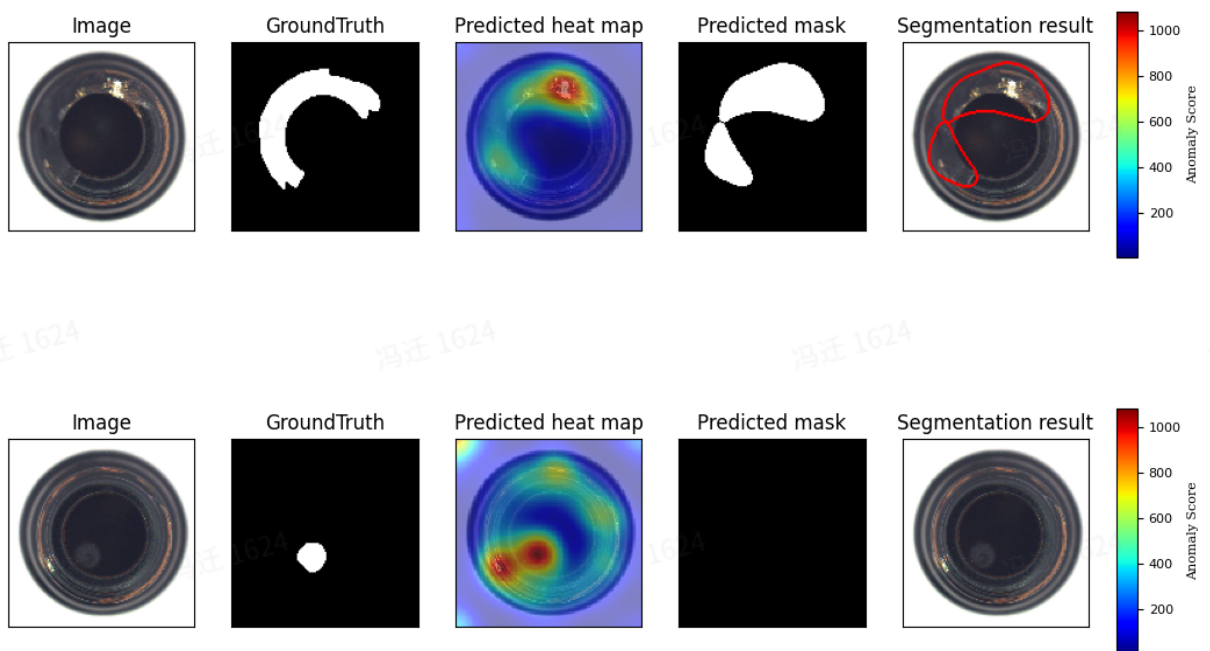 Image GroundTruth Predicted heat map Predicted mask Segmentation result
1000
800
600
400
200
Anomaly Score
冯迁 1624
冯迁 1624
冯迁 1624
Image GroundTruth Predicted heat map Predicted mask Segmentation result
1000
800
600
400
200
Anomaly Score